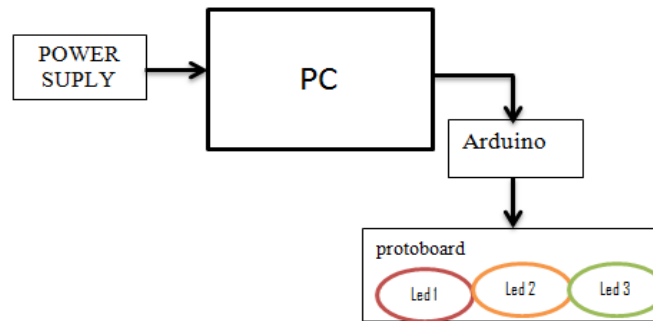 POWER
SUPLY
PC
Arduino
protoboard
Led 1
Led 2
Led 3